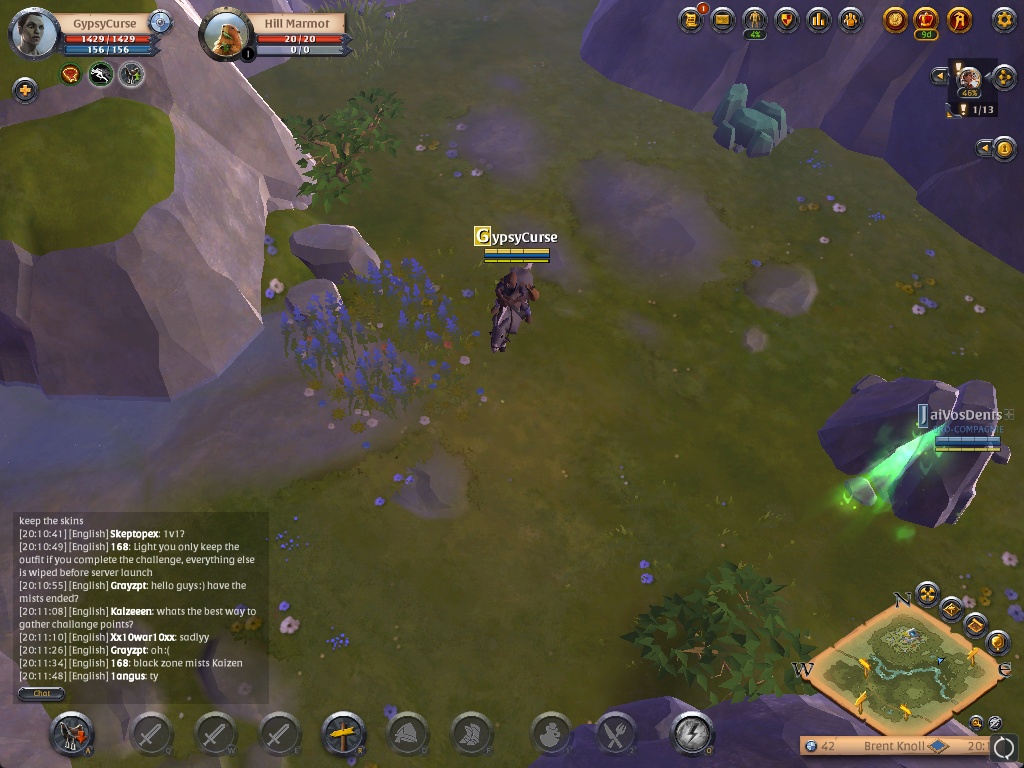 GypsyCurse
1429 / 1429
156 / 156
Hill Marmot
20 / 20
0 / 0
1
1
4%
9d
46%
1/13
GypsyCurse
JaiVosDents
keep the skins
[20:10:41] [English] Skeptopex: 1v1?
[20:10:49] [English] 168: Light you only keep the
outfit if you complete the challenge, everything else
is wiped before server launch
[20:10:55] [English] Grayzpt: hello guys:) have the
mists ended?
[20:11:08] [English] Kaizeeen: whats the best way to
gather challange points?
[20:11:10] [English] Xx10war10xx: sadlyy
[20:11:26] [English] Grayzpt: oh :(
[20:11:34] [English] 168: black zone mists Kaizen
[20:11:48] [English] 1angus: ty
Chat
N
W
E
A
Q
W
E
R
D
F
1
2
O
42
Brent Knoll